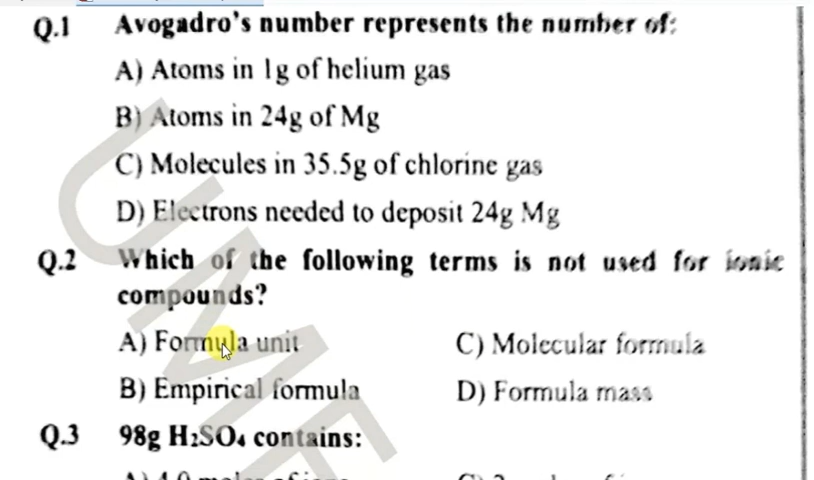 Q.1 Avogadro's number represents the number of:
A) Atoms in 1g of helium gas
B) Atoms in 24g of Mg
C) Molecules in 35.5g of chlorine gas
D) Electrons needed to deposit 24g Mg
Q.2 Which of the following terms is not used for ionic
compounds?
A) Formula unit C) Molecular formula
B) Empirical formula D) Formula mass
Q.3 98g H₂SO₄ contains:
UME